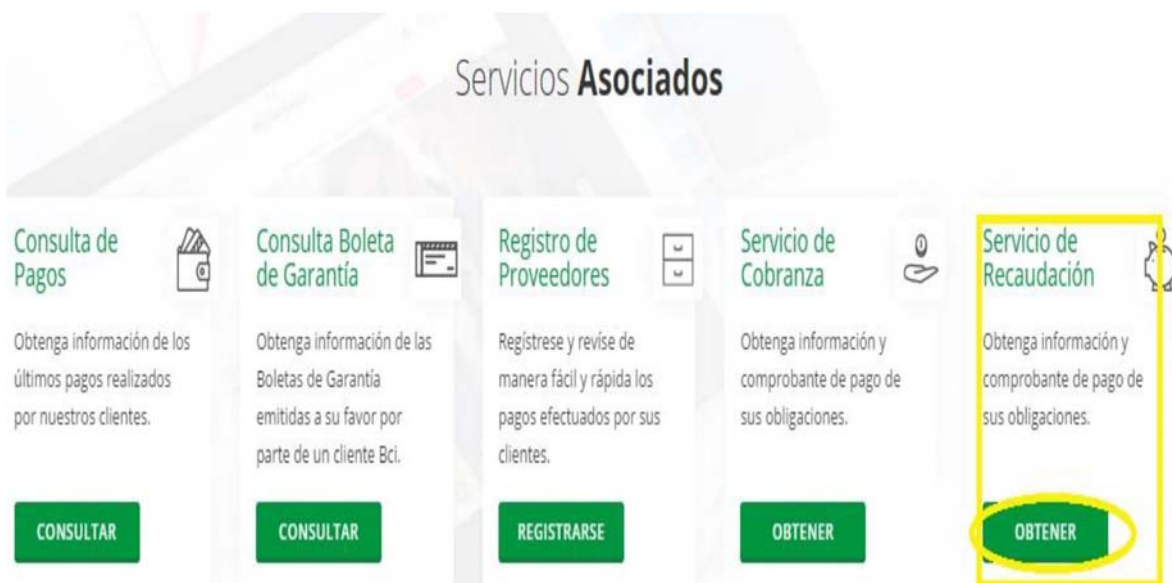 Servicios Asociados
Consulta de
Pagos
Obtenga información de los
últimos pagos realizados
por nuestros clientes.
CONSULTAR
Consulta Boleta
de Garantía
Obtenga información de las
Boletas de Garantía
emitidas a su favor por
parte de un cliente Bci.
CONSULTAR
Registro de
Proveedores
Regístrese y revise de
manera fácil y rápida los
pagos efectuados por sus
clientes.
REGISTRARSE
Servicio de
Cobranza
Obtenga información y
comprobante de pago de
sus obligaciones.
OBTENER
Servicio de
Recaudación
Obtenga información y
comprobante de pago de
sus obligaciones.
OBTENER